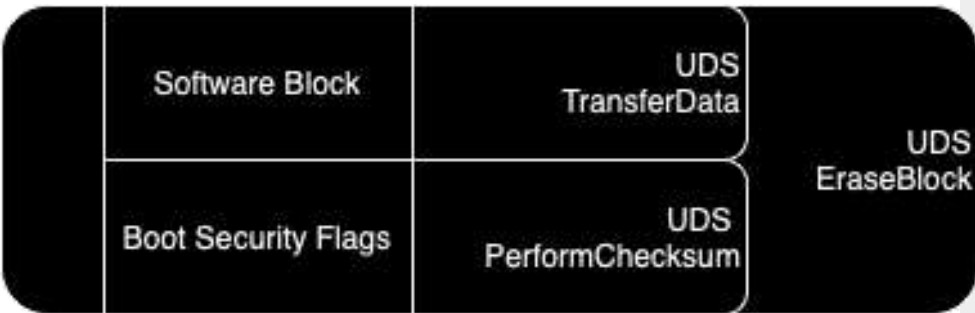 Software Block
UDS
TransferData
UDS
EraseBlock
Boot Security Flags
UDS
PerformChecksum